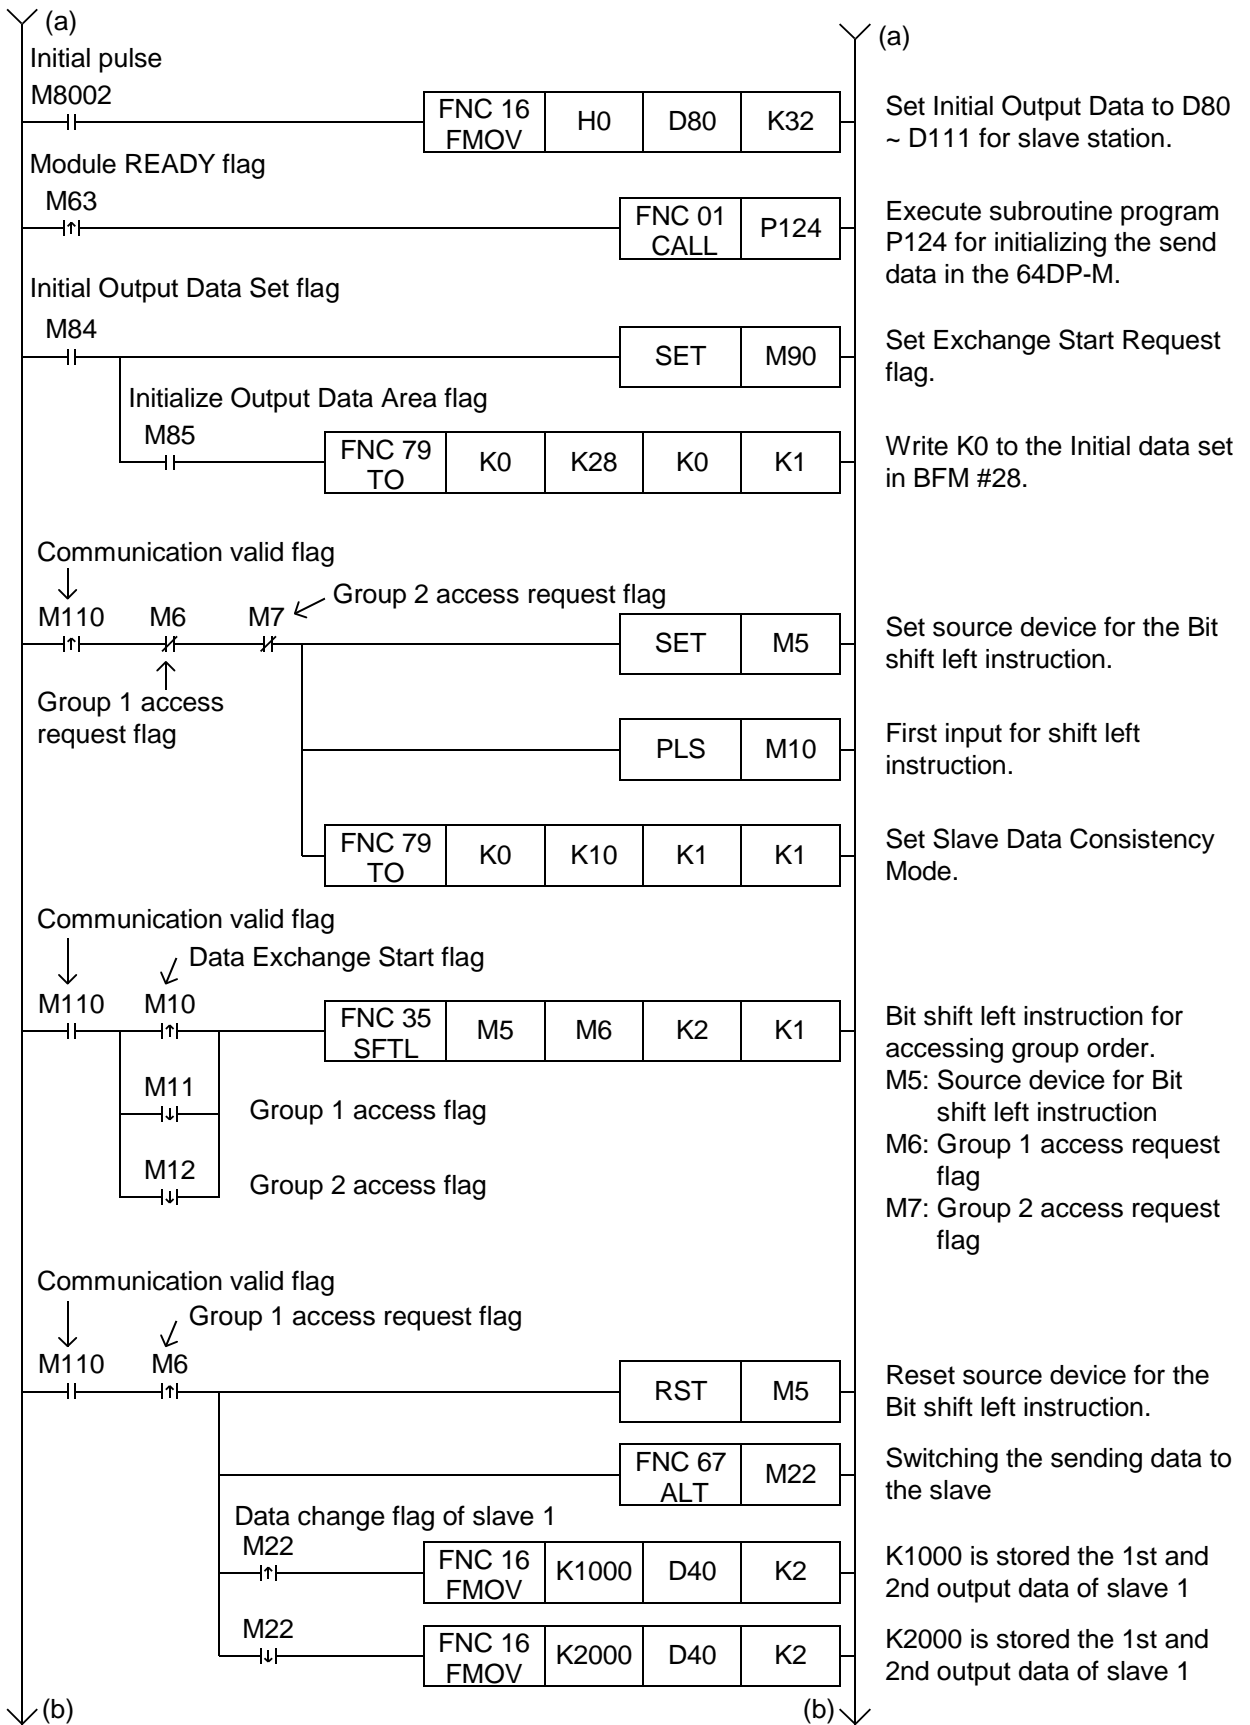 (a)
(a)
Initial pulse
M8002
FNC 16
FMOV
H0
D80
K32
Set Initial Output Data to D80
~ D111 for slave station.
Module READY flag
M63
FNC 01
CALL
P124
Execute subroutine program
P124 for initializing the send
data in the 64DP-M.
Initial Output Data Set flag
M84
SET
M90
Set Exchange Start Request
flag.
Initialize Output Data Area flag
M85
FNC 79
TO
K0
K28
K0
K1
Write K0 to the Initial data set
in BFM #28.
Communication valid flag
Group 2 access request flag
M110
M6
M7
SET
M5
Set source device for the Bit
shift left instruction.
Group 1 access
request flag
PLS
M10
First input for shift left
instruction.
FNC 79
TO
K0
K10
K1
K1
Set Slave Data Consistency
Mode.
Communication valid flag
Data Exchange Start flag
M110
M10
FNC 35
SFTL
M5
M6
K2
K1
Bit shift left instruction for
accessing group order.
M5: Source device for Bit
shift left instruction
M6: Group 1 access request
flag
M7: Group 2 access request
flag
M11
Group 1 access flag
M12
Group 2 access flag
Communication valid flag
Group 1 access request flag
M110
M6
RST
M5
Reset source device for the
Bit shift left instruction.
FNC 67
ALT
M22
Switching the sending data to
the slave
Data change flag of slave 1
M22
FNC 16
FMOV
K1000
D40
K2
K1000 is stored the 1st and
2nd output data of slave 1
M22
FNC 16
FMOV
K2000
D40
K2
K2000 is stored the 1st and
2nd output data of slave 1
(b)
(b)